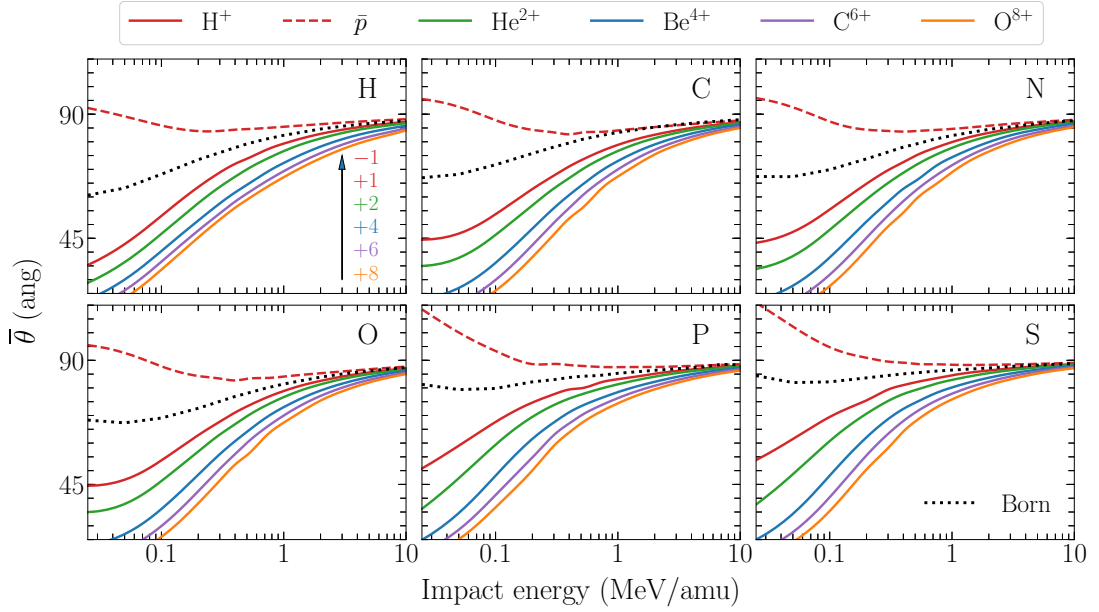 H⁺ p̄ He²⁺ Be⁴⁺ C⁶⁺ O⁸⁺
H C N
90
45
−1
+1
+2
+4
+6
+8
O P S
90
45
Born
0.1 1 10 0.1 1 10 0.1 1 10
θ̄ (ang)
Impact energy (MeV/amu)